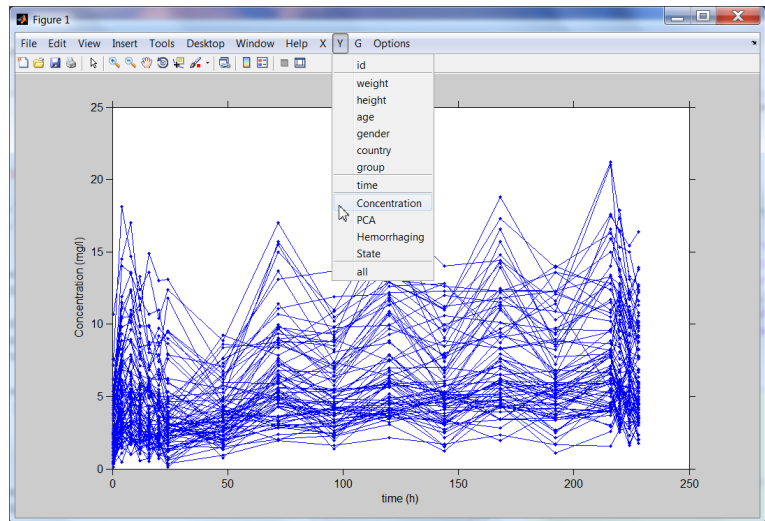 Figure 1
File Edit View Insert Tools Desktop Window Help X Y G Options
id
weight
height
age
gender
country
group
time
Concentration
PCA
Hemorrhaging
State
all
25
20
15
10
5
0
Concentration (mg/l)
0 50 100 150 200 250
time (h)